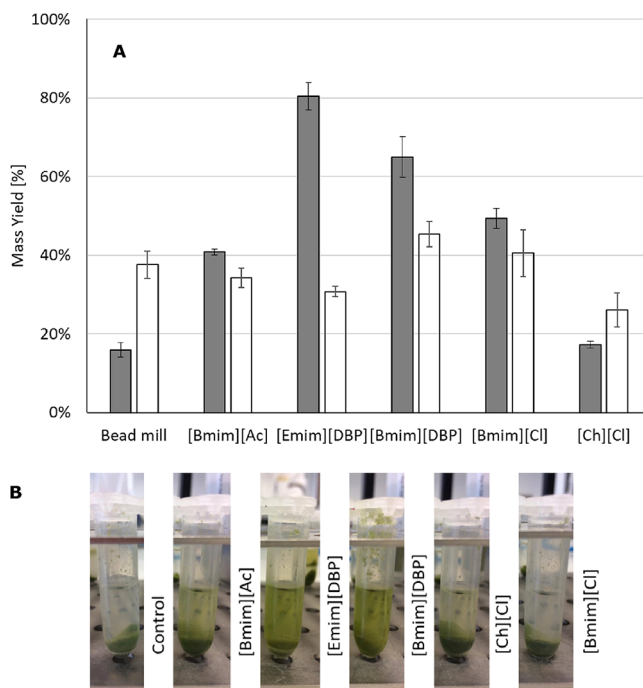 100%
A
80%
60%
40%
20%
0%
Mass Yield [%]
Bead mill [Bmim][Ac] [Emim][DBP] [Bmim][DBP] [Bmim][Cl] [Ch][Cl]
B
Control
[Bmim][Ac]
[Emim][DBP]
[Bmim][DBP]
[Ch][Cl]
[Bmim][Cl]